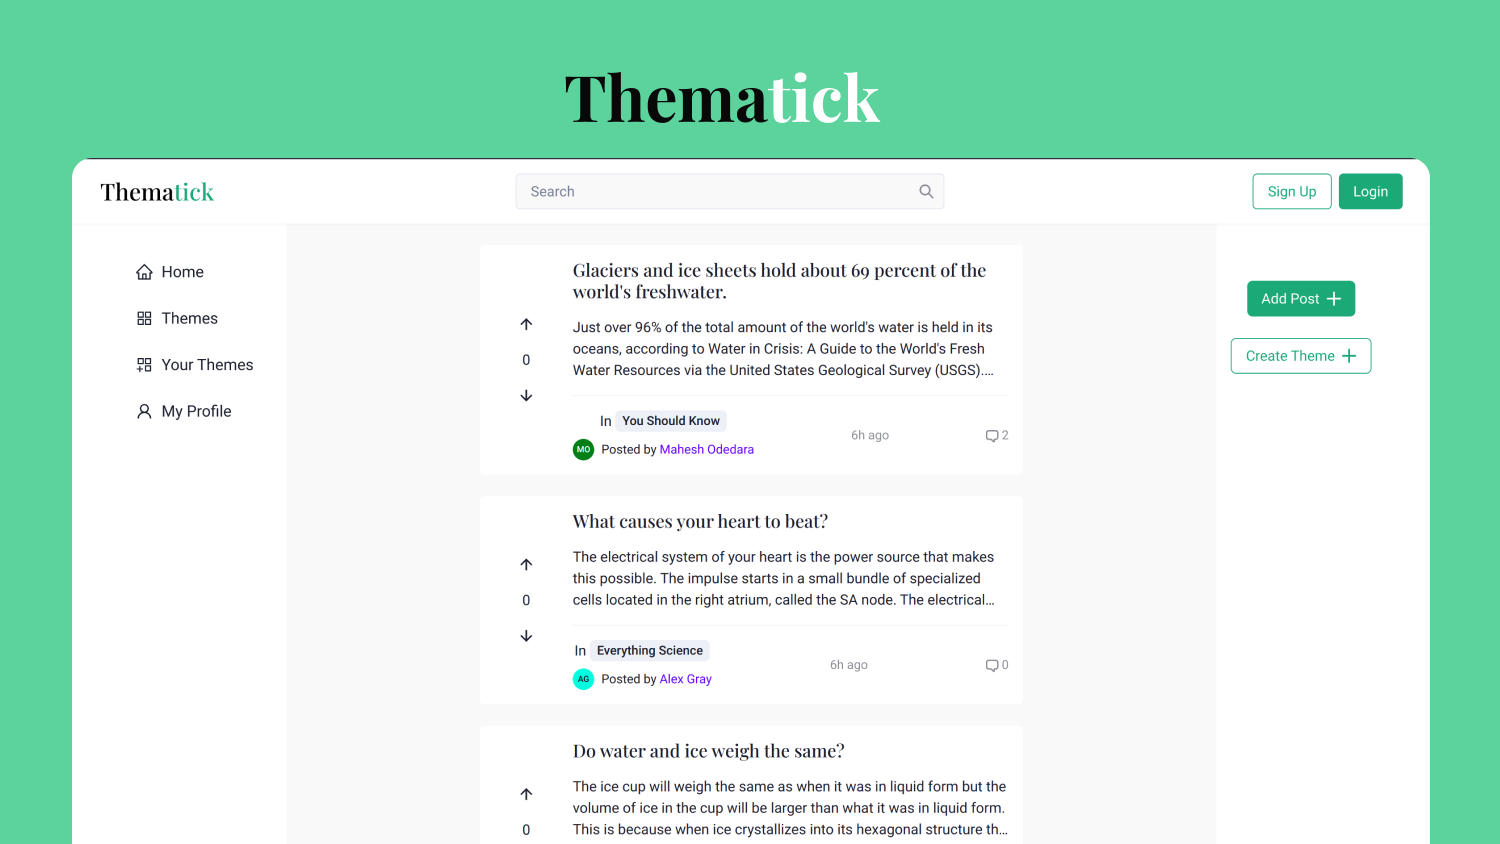 Thematick
Thematick
Search
Sign Up
Login
Home
Themes
Your Themes
My Profile
Glaciers and ice sheets hold about 69 percent of the
world's freshwater.
Just over 96% of the total amount of the world's water is held in its
oceans, according to Water in Crisis: A Guide to the World's Fresh
Water Resources via the United States Geological Survey (USGS)....
0
In You Should Know
MO Posted by Mahesh Odedara
6h ago
2
What causes your heart to beat?
The electrical system of your heart is the power source that makes
this possible. The impulse starts in a small bundle of specialized
cells located in the right atrium, called the SA node. The electrical...
0
In Everything Science
AG Posted by Alex Gray
6h ago
0
Do water and ice weigh the same?
The ice cup will weigh the same as when it was in liquid form but the
volume of ice in the cup will be larger than what it was in liquid form.
This is because when ice crystallizes into its hexagonal structure th...
0
Add Post +
Create Theme +